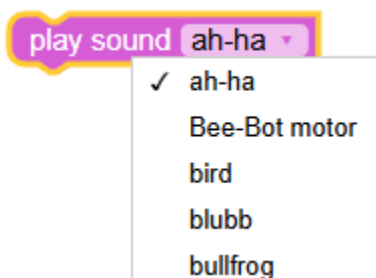 play sound ah-ha
✓ ah-ha
Bee-Bot motor
bird
blubb
bullfrog